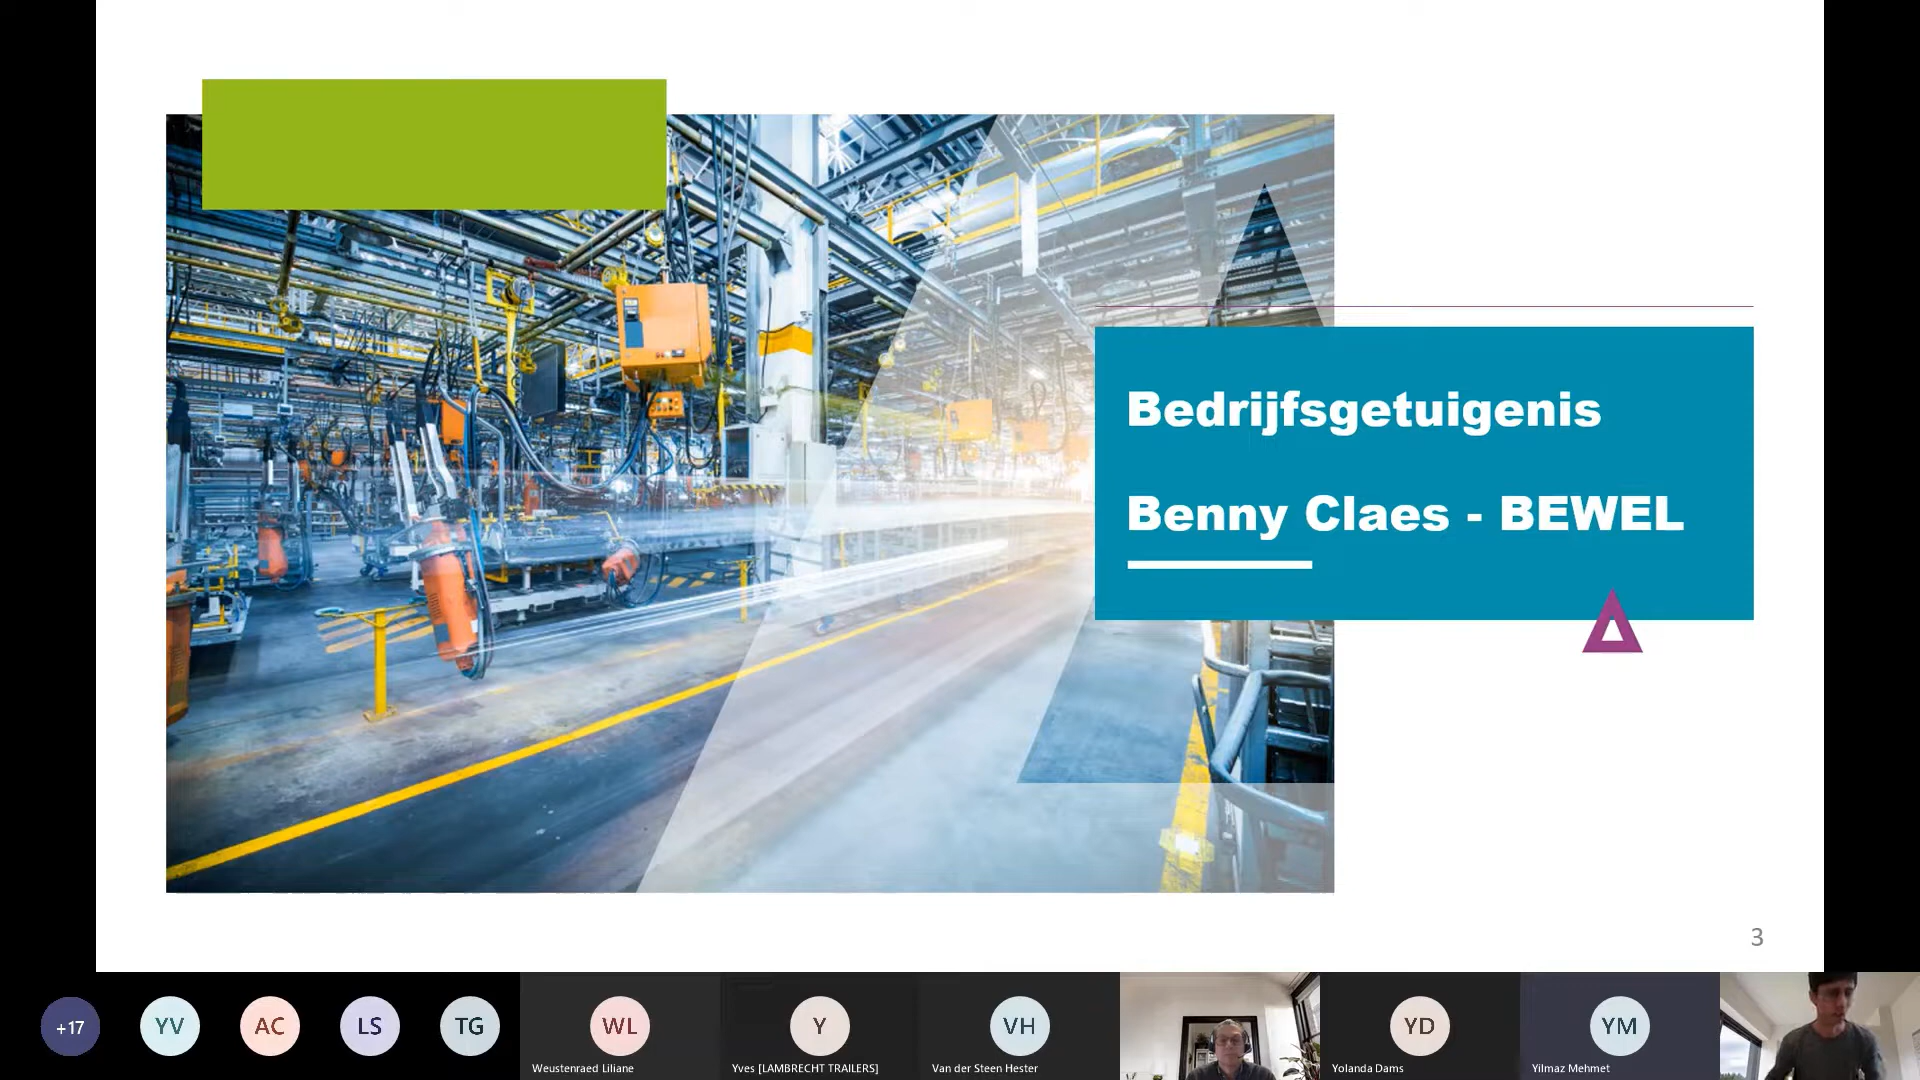 Bedrijfsgetuigenis
Benny Claes - BEWEL
3
+17
YV
AC
LS
TG
WL
Y
VH
YD
YM
Weustenraed Liliane
Yves [LAMBRECHT TRAILERS]
Van der Steen Hester
Yolanda Dams
Yilmaz Mehmet